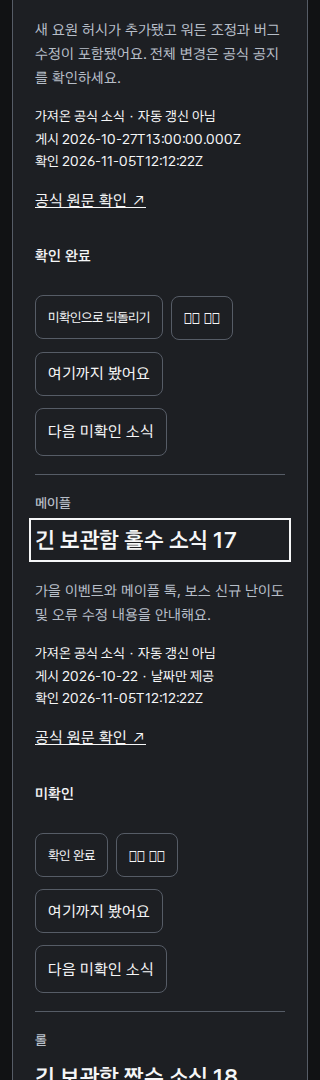 새 요원 허시가 추가됐고 워든 조정과 버그
수정이 포함됐어요. 전체 변경은 공식 공지
를 확인하세요.
가져온 공식 소식 · 자동 갱신 아님
게시 2026-10-27T13:00:00.000Z
확인 2026-11-05T12:12:22Z
공식 원문 확인 ↗
확인 완료
미확인으로 되돌리기
여기까지 봤어요
다음 미확인 소식
메이플
긴 보관함 홀수 소식 17
가을 이벤트와 메이플 톡, 보스 신규 난이도
및 오류 수정 내용을 안내해요.
가져온 공식 소식 · 자동 갱신 아님
게시 2026-10-22 · 날짜만 제공
확인 2026-11-05T12:12:22Z
공식 원문 확인 ↗
미확인
확인 완료
여기까지 봤어요
다음 미확인 소식
롤
긴 보관함 짝수 소식 18